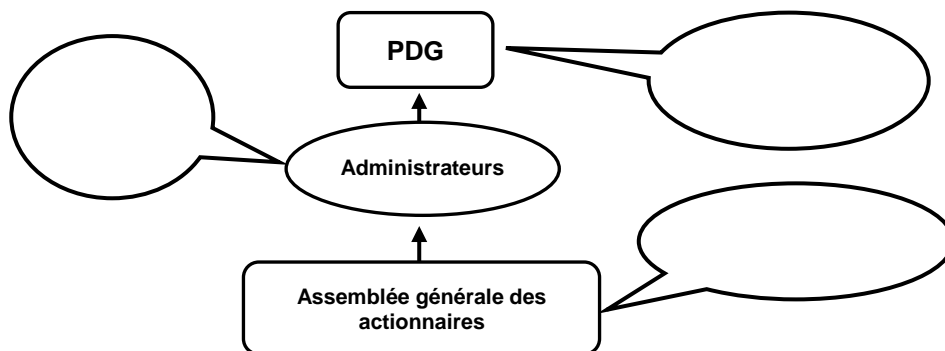 PDG
Administrateurs
Assemblée générale des
actionnaires